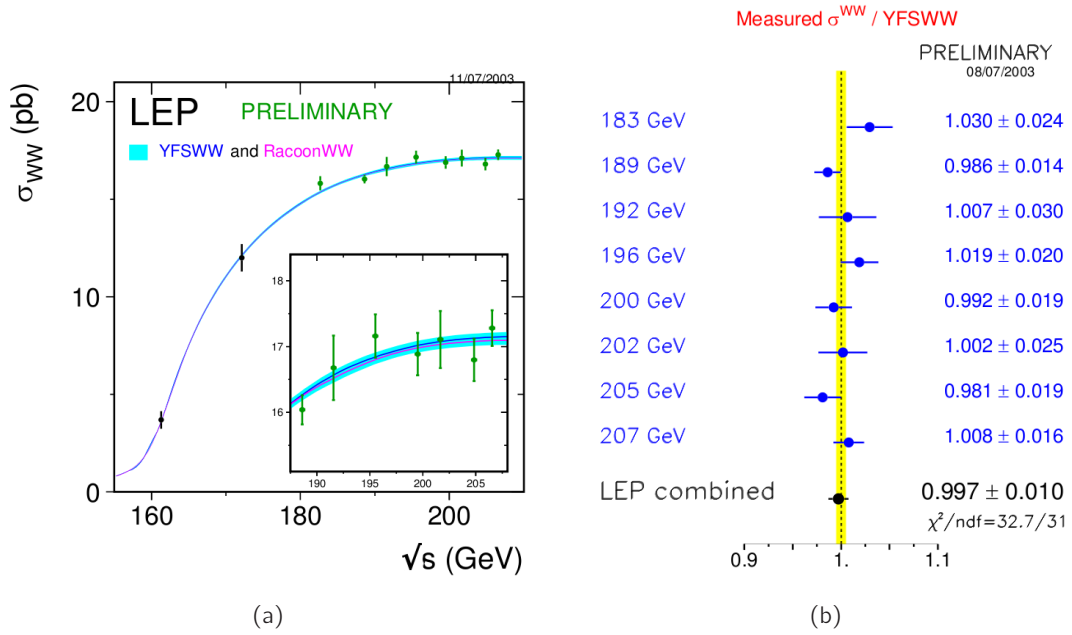 11/07/2003
LEP PRELIMINARY
YFSWW and RacoonWW
σWW (pb)
20
10
0
160 180 200
√s (GeV)
18
17
16
190 195 200 205
(a)
Measured σ^WW / YFSWW
PRELIMINARY
08/07/2003
183 GeV 1.030 ± 0.024
189 GeV 0.986 ± 0.014
192 GeV 1.007 ± 0.030
196 GeV 1.019 ± 0.020
200 GeV 0.992 ± 0.019
202 GeV 1.002 ± 0.025
205 GeV 0.981 ± 0.019
207 GeV 1.008 ± 0.016
LEP combined 0.997 ± 0.010
χ²/ndf=32.7/31
0.9 1. 1.1
(b)